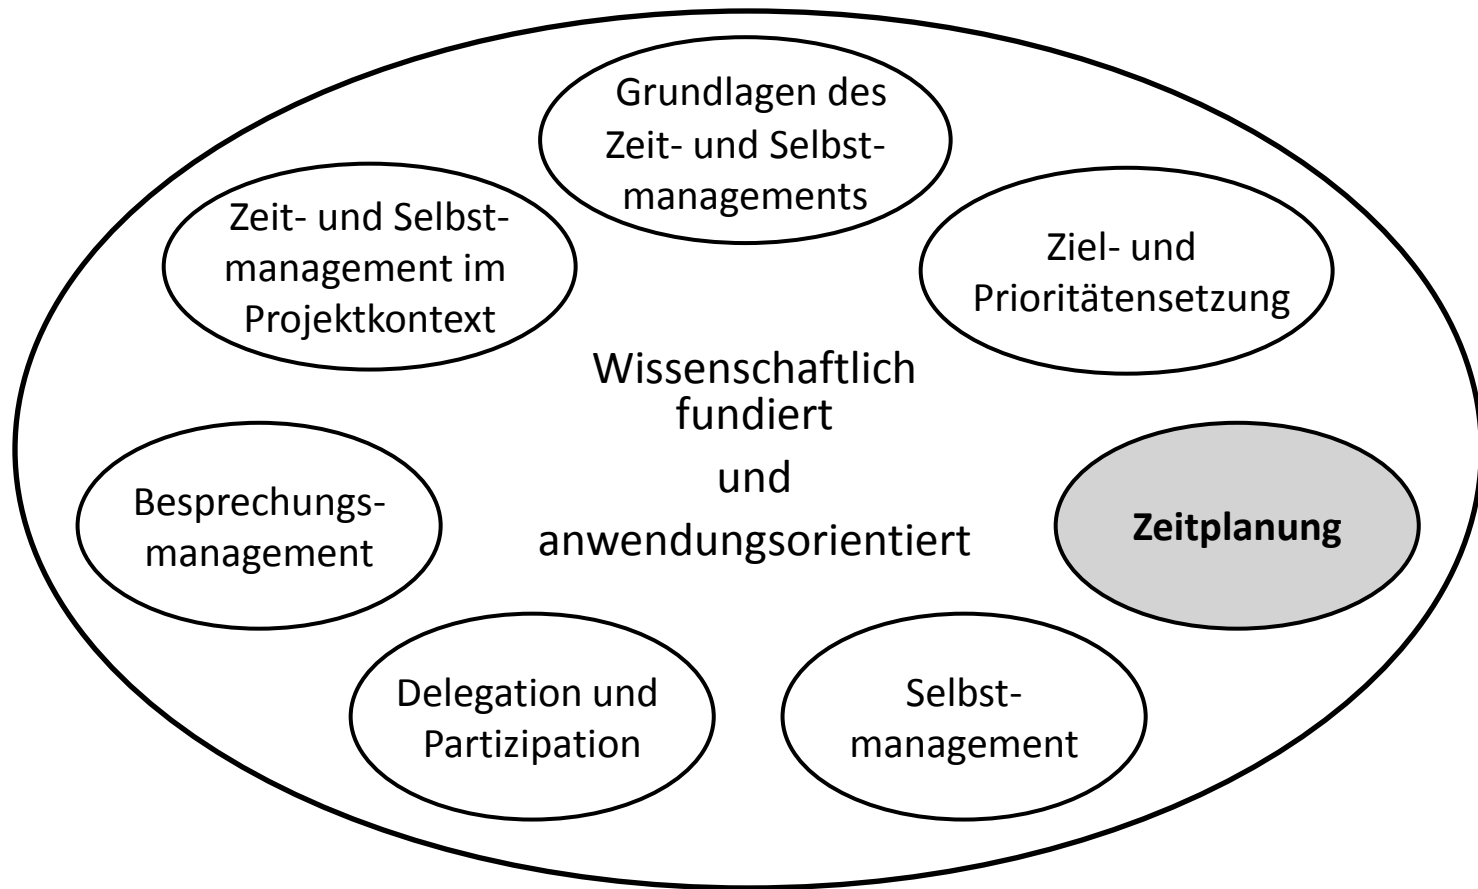 Grundlagen des
Zeit- und Selbst-
managements
Zeit- und Selbst-
management im
Projektkontext
Ziel- und
Prioritätensetzung
Wissenschaftlich
fundiert
und
anwendungsorientiert
Besprechungs-
management
Zeitplanung
Delegation und
Partizipation
Selbst-
management